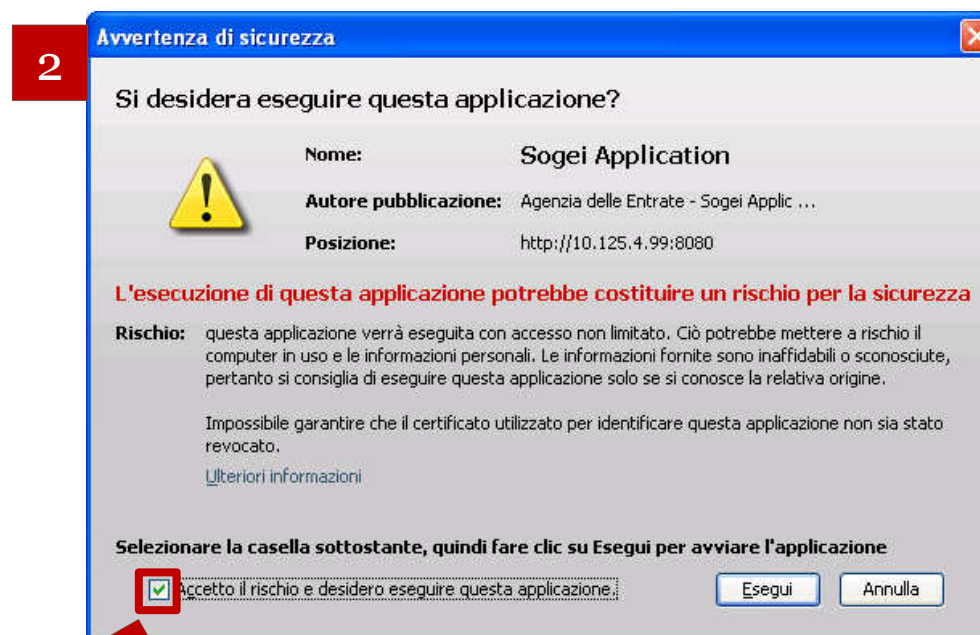 2
Avvertenza di sicurezza
Si desidera eseguire questa applicazione?
Nome: Sogei Application
Autore pubblicazione: Agenzia delle Entrate - Sogei Applic ...
Posizione: http://10.125.4.99:8080
L'esecuzione di questa applicazione potrebbe costituire un rischio per la sicurezza
Rischio: questa applicazione verrà eseguita con accesso non limitato. Ciò potrebbe mettere a rischio il
computer in uso e le informazioni personali. Le informazioni fornite sono inaffidabili o sconosciute,
pertanto si consiglia di eseguire questa applicazione solo se si conosce la relativa origine.
Impossibile garantire che il certificato utilizzato per identificare questa applicazione non sia stato
revocato.
Ulteriori informazioni
Selezionare la casella sottostante, quindi fare clic su Esegui per avviare l'applicazione
Accetto il rischio e desidero eseguire questa applicazione. Esegui Annulla